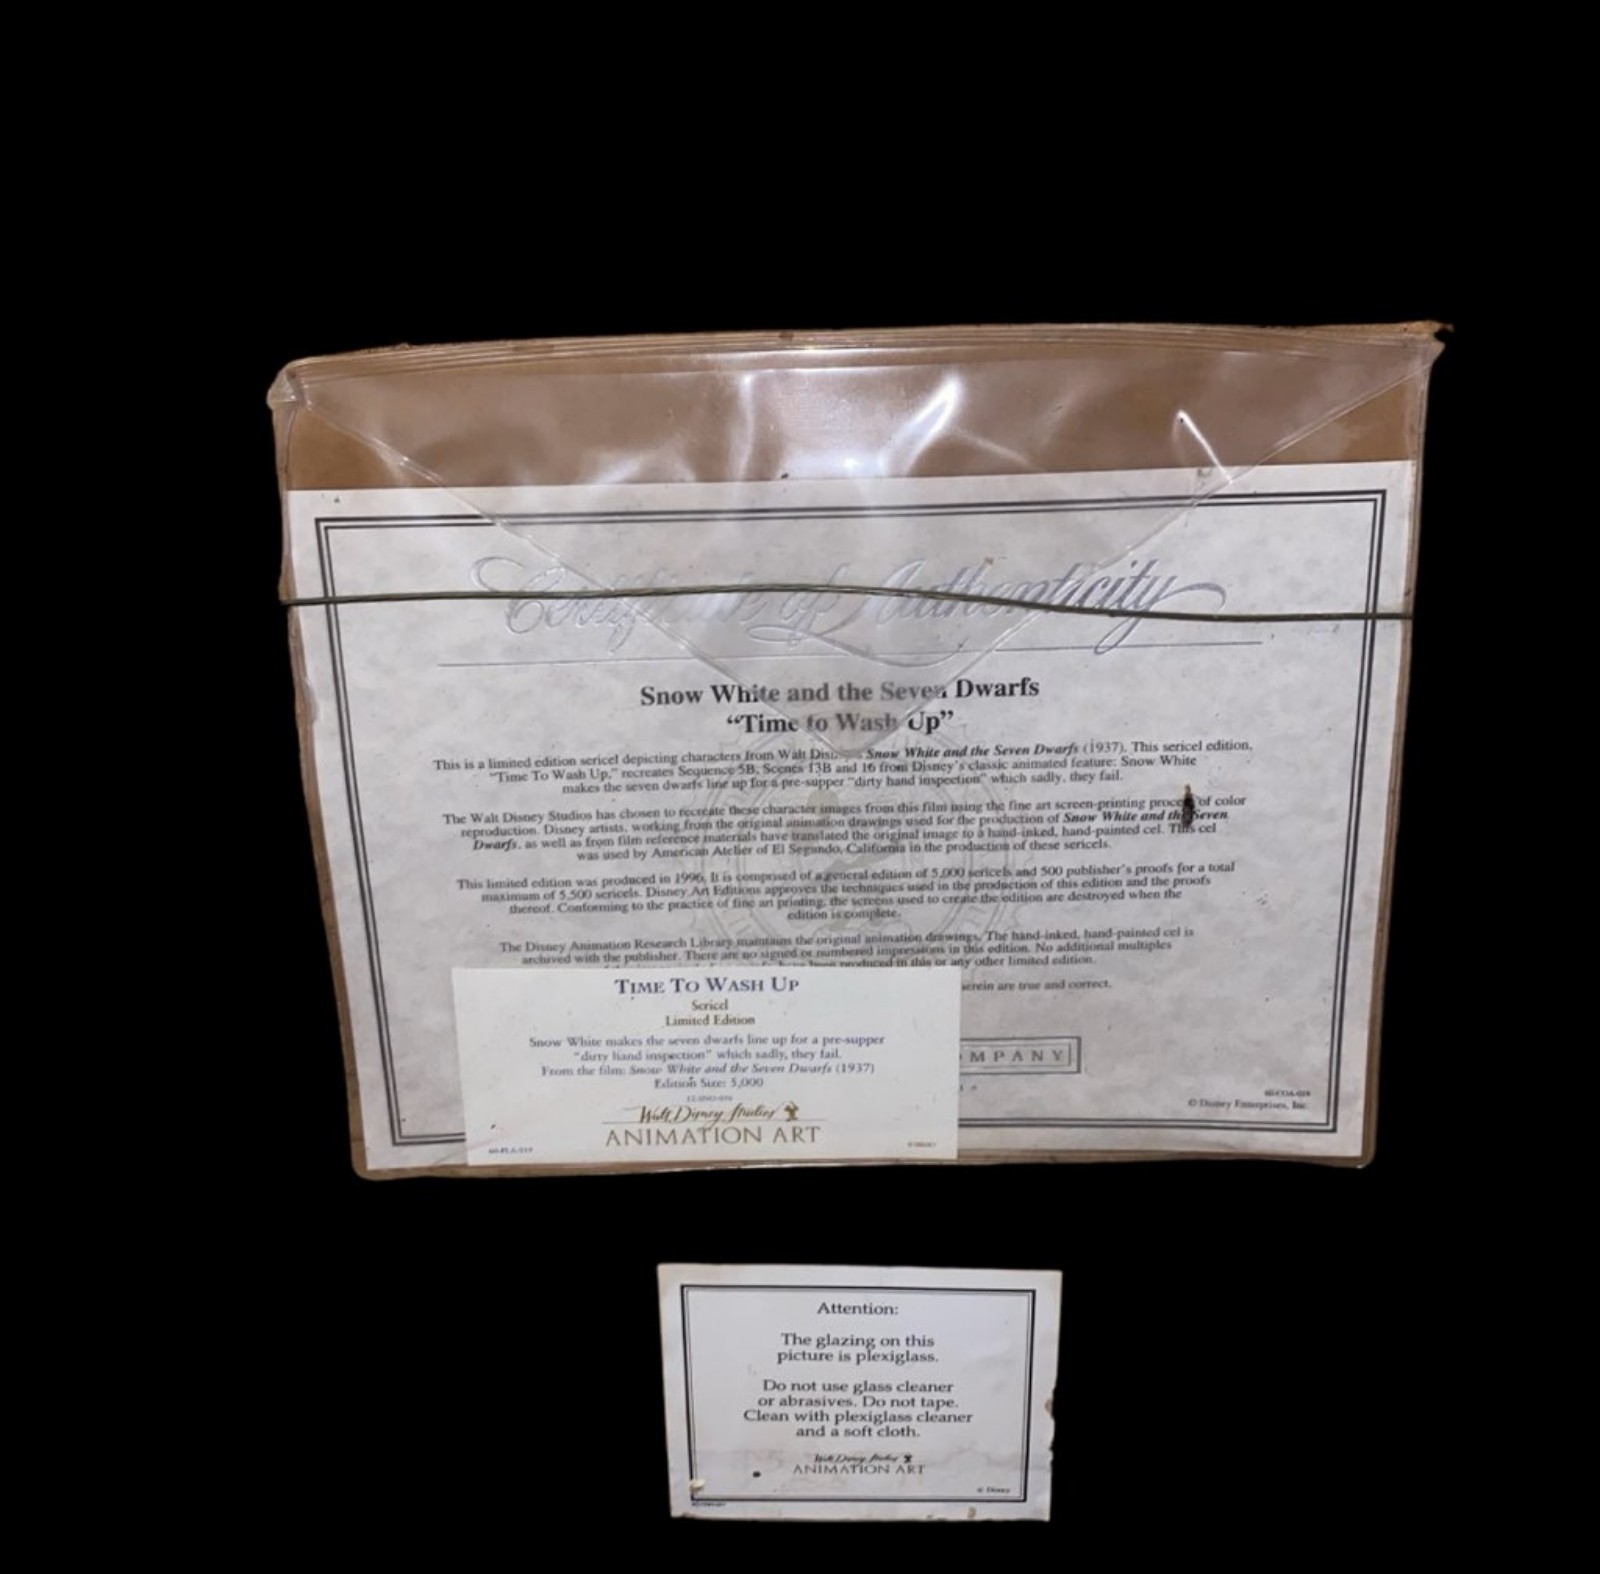 Certificate of Authenticity
Snow White and the Seven Dwarfs
“Time to Wash Up”
This is a limited edition sericel depicting characters from Walt Snow White and the Seven Dwarfs (1937). This sericel edition,
“Time To Wash Up,” recreates Sequence 5B, Scenes 13B and 16 from Disney’s classic animated feature: Snow White
makes the seven dwarfs line up for a pre-supper “dirty hand inspection” which sadly, they fail.
The Walt Disney Studios has chosen to recreate these character images from this film using the fine art screen-printing process of color
reproduction. Disney artists, working from the original animation drawings used for the production of Snow White and the Seven
Dwarfs, as well as from film reference materials have translated the original image to a hand-inked, hand-painted cel. This cel
was used by American Atelier of El Segundo, California in the production of these sericels.
This limited edition was produced in 1996. It is comprised of a general edition of 5,000 sericels and 500 publisher’s proofs for a total
maximum of 5,500 sericels. Disney Art Editions approves the techniques used in the production of this edition and the proofs
thereof. Conforming to the practice of fine art printing, the screens used to create the edition are destroyed when the
edition is complete.
The Disney Animation Research Library maintains the original animation drawings. The hand-inked, hand-painted cel is
archived with the publisher. There are no signed or numbered impressions in this edition. No additional multiples
have been produced in this or any other limited edition.
herein are true and correct.
MPANY
© Disney Enterprises, Inc.
TIME TO WASH UP
Sericel
Limited Edition
Snow White makes the seven dwarfs line up for a pre-supper
“dirty hand inspection” which sadly, they fail.
From the film: Snow White and the Seven Dwarfs (1937)
Edition Size: 5,000
Walt Disney Studios
ANIMATION ART
Attention:
The glazing on this
picture is plexiglass.
Do not use glass cleaner
or abrasives. Do not tape.
Clean with plexiglass cleaner
and a soft cloth.
Walt Disney Studios
ANIMATION ART
© Disney